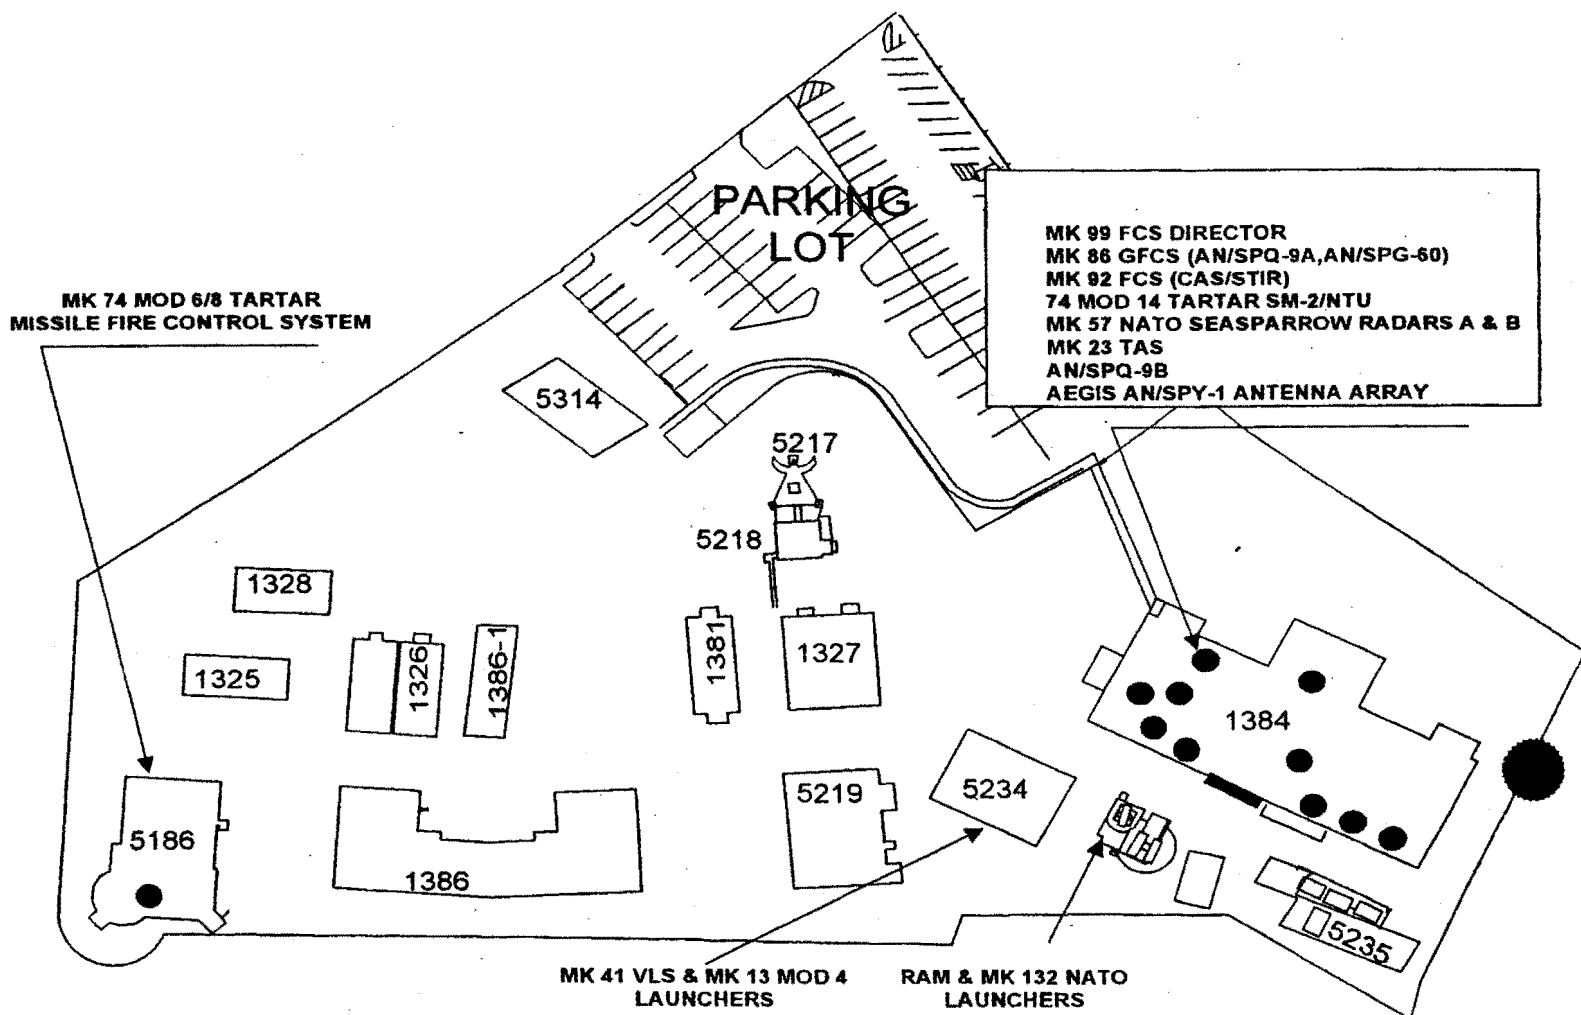 PARKING
LOT
MK 99 FCS DIRECTOR
MK 86 GFCS (AN/SPQ-9A,AN/SPG-60)
MK 92 FCS (CAS/STIR)
74 MOD 14 TARTAR SM-2/NTU
MK 57 NATO SEASPARROW RADARS A & B
MK 23 TAS
AN/SPQ-9B
AEGIS AN/SPY-1 ANTENNA ARRAY
MK 74 MOD 6/8 TARTAR
MISSILE FIRE CONTROL SYSTEM
5314
5217
5218
1328
1325
1326
1386-1
1381
1327
1384
5186
1386
5219
5234
5235
MK 41 VLS & MK 13 MOD 4
LAUNCHERS
RAM & MK 132 NATO
LAUNCHERS